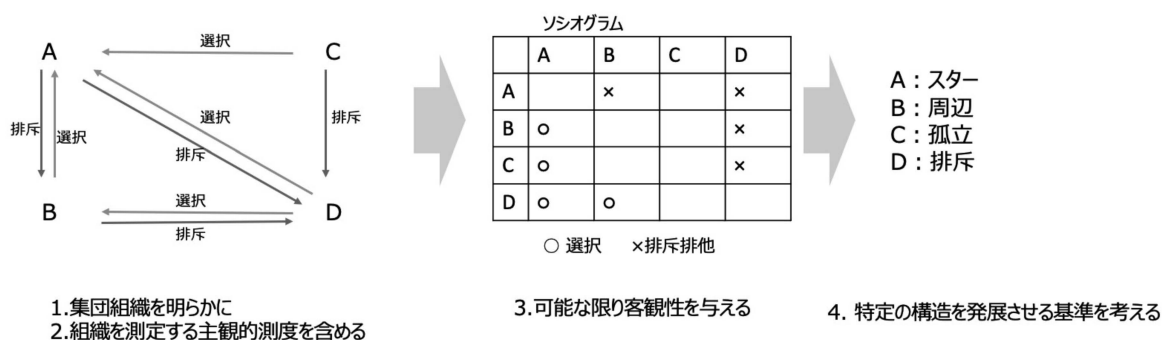 A
選択
C
排斥
選択
選択
排斥
排斥
B
選択
排斥
D
1.集団組織を明らかに
2.組織を測定する主観的測度を含める
ソシオグラム
A B C D
A × ×
B ○ ×
C ○ ×
D ○ ○
○ 選択 ×排斥排他
3.可能な限り客観性を与える
A：スター
B：周辺
C：孤立
D：排斥
4. 特定の構造を発展させる基準を考える